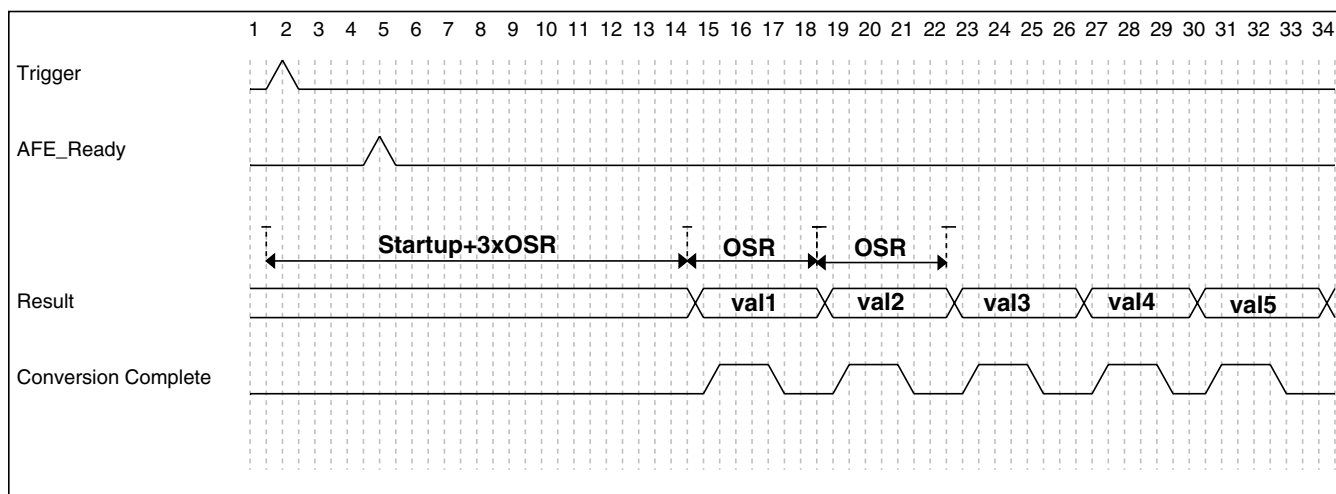 1 2 3 4 5 6 7 8 9 10 11 12 13 14 15 16 17 18 19 20 21 22 23 24 25 26 27 28 29 30 31 32 33 34
Trigger
AFE_Ready
Startup+3xOSR OSR OSR
Result val1 val2 val3 val4 val5
Conversion Complete